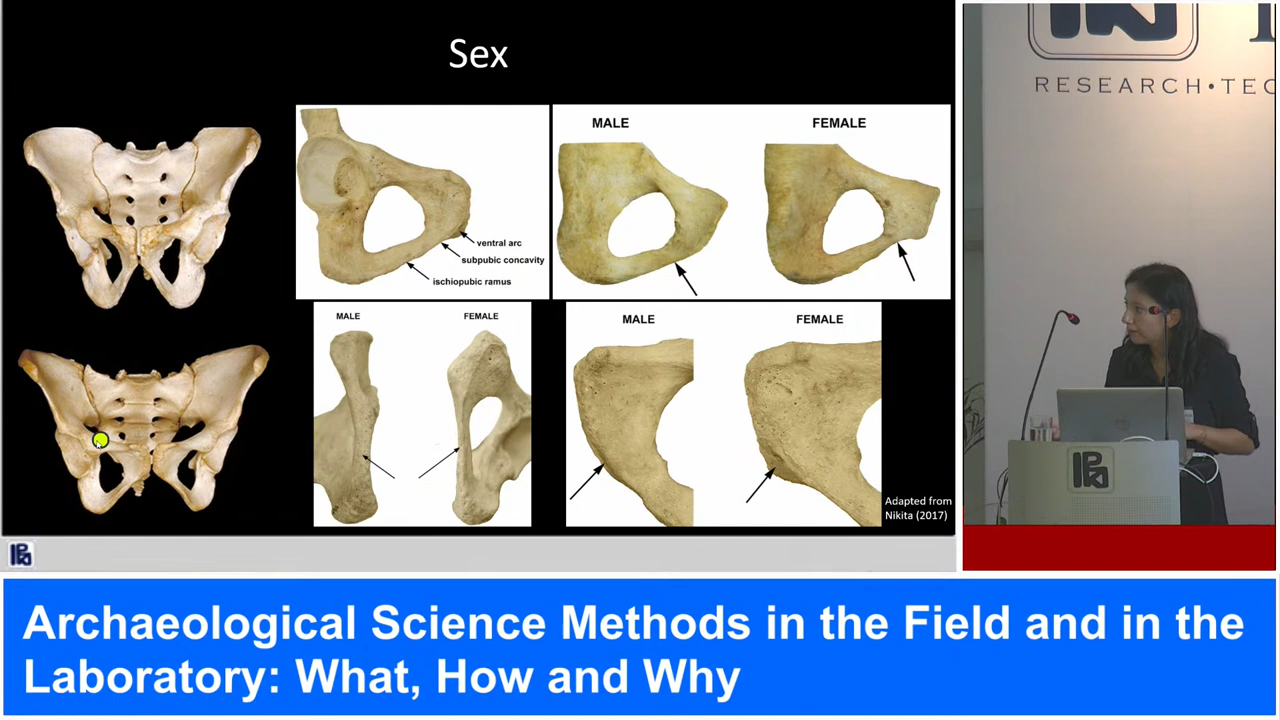 Sex
ventral arc
subpubic concavity
ischiopubic ramus
MALE FEMALE
MALE FEMALE
MALE FEMALE
Adapted from
Nikita (2017)
RESEARCH•TEC
Archaeological Science Methods in the Field and in the
Laboratory: What, How and Why